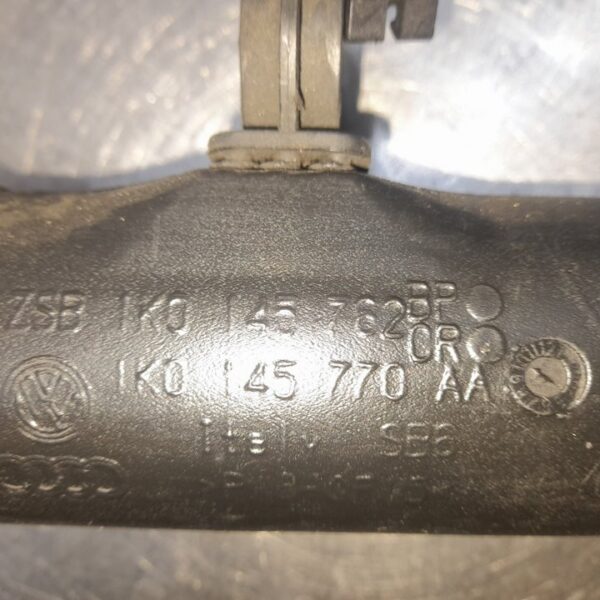 ZSB 1K0 145 762 BP
CR
1K0 145 770 AA
Italy SB6